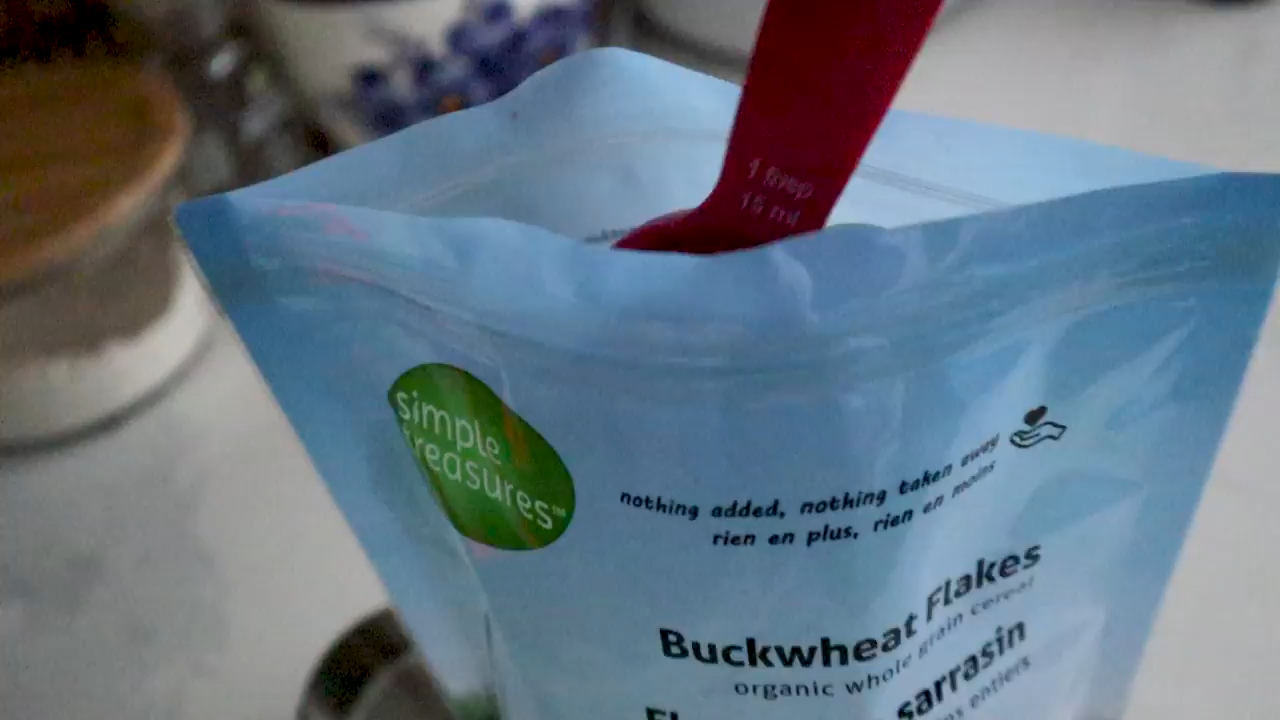 1 tbsp
15 ml
simple
treasures™
nothing added, nothing taken away
rien en plus, rien en moins
Buckwheat Flakes
organic whole grain cereal
sarrasin
entiers